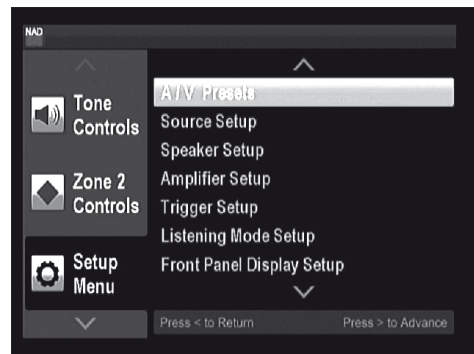 NAD
Tone
Controls
Zone 2
Controls
Setup
Menu
A/V Presets
Source Setup
Speaker Setup
Amplifier Setup
Trigger Setup
Listening Mode Setup
Front Panel Display Setup
Press < to Return
Press > to Advance